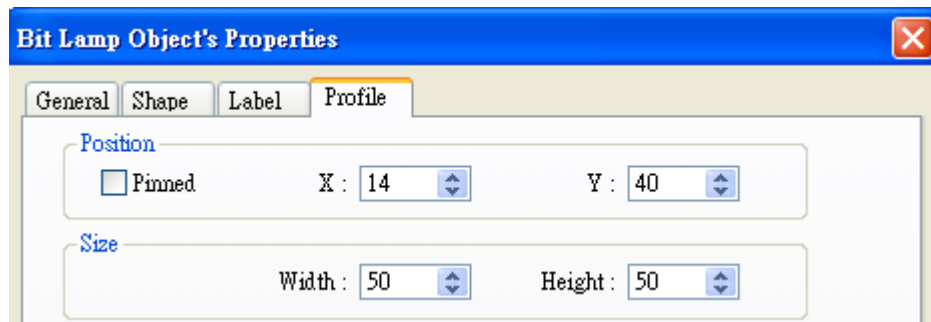 Bit Lamp Object's Properties
General Shape Label Profile
Position
Pinned X : 14 Y : 40
Size
Width : 50 Height : 50